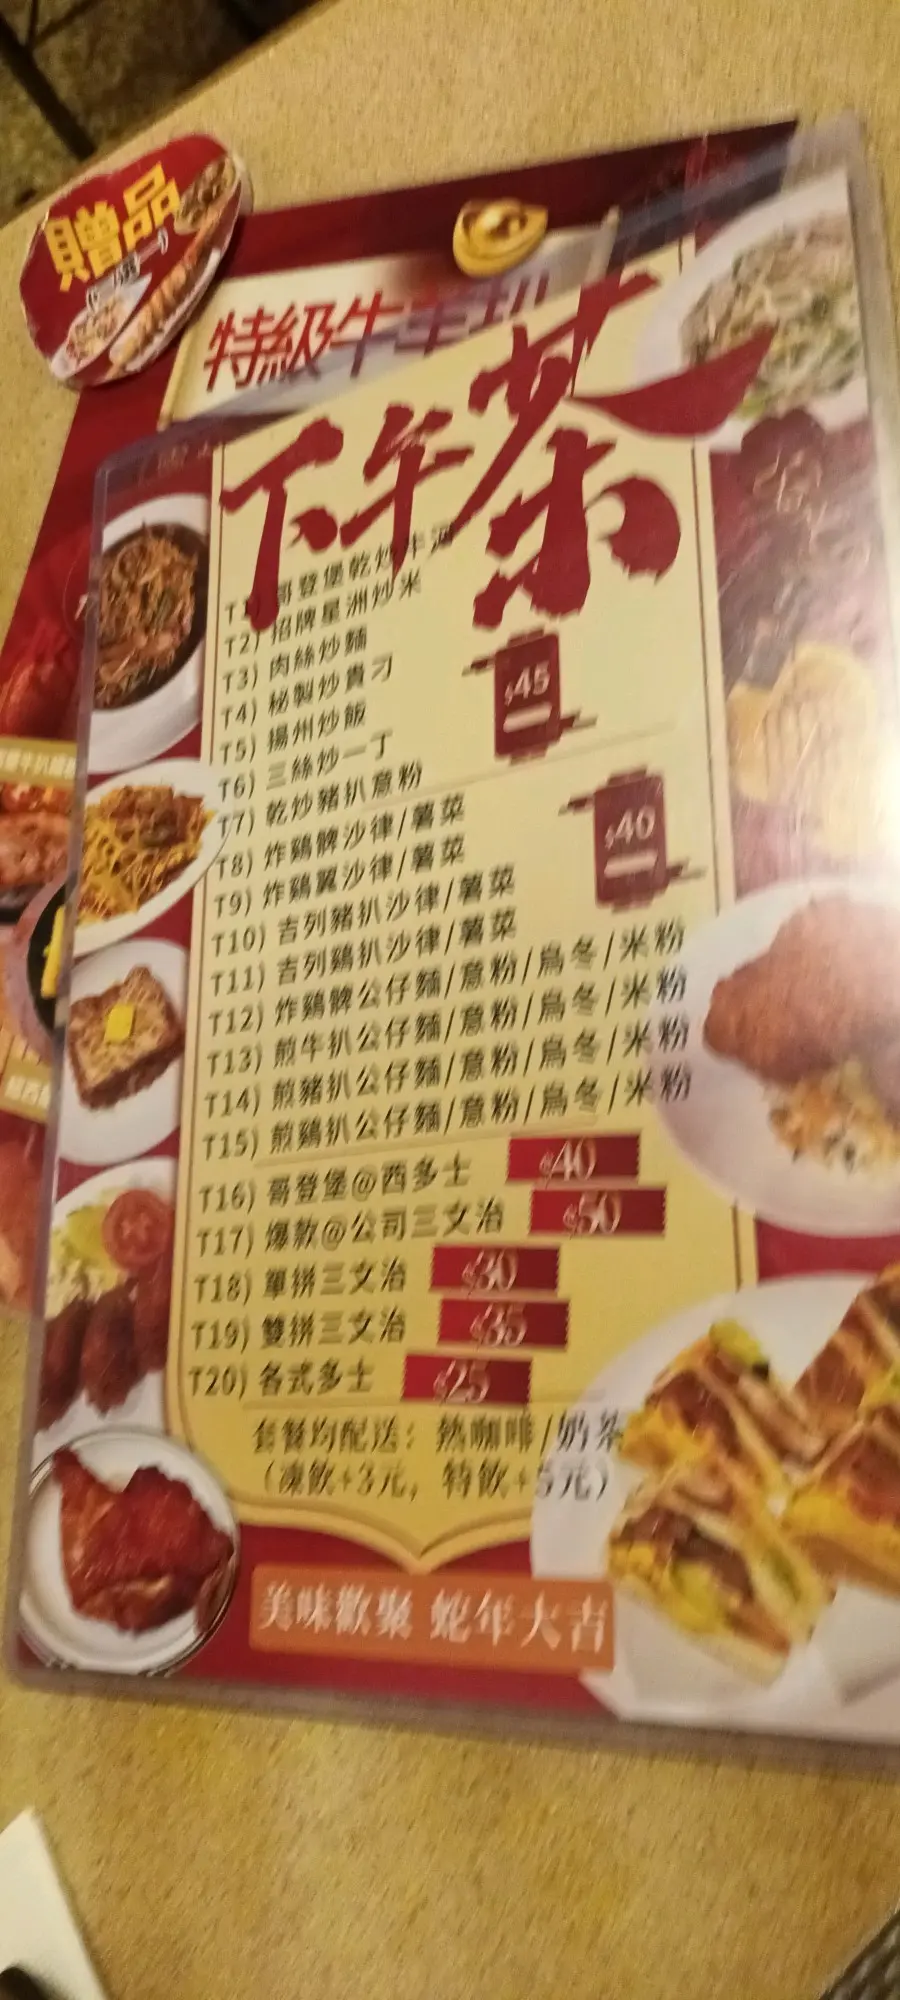 贈品
特級牛
下午茶
T1) 哥登堡乾炒牛河
T2) 招牌星洲炒米
T3) 肉絲炒麵
T4) 秘製炒貴刁
T5) 揚州炒飯
T6) 三絲炒一丁
T7) 乾炒豬扒意粉
$45
T8) 炸鷄髀沙律/薯菜
T9) 炸鷄翼沙律/薯菜
T10) 吉列豬扒沙律/薯菜
T11) 吉列鷄扒沙律/薯菜
T12) 炸鷄髀公仔麵/意粉/烏冬/米粉
T13) 煎牛扒公仔麵/意粉/烏冬/米粉
T14) 煎豬扒公仔麵/意粉/烏冬/米粉
T15) 煎鷄扒公仔麵/意粉/烏冬/米粉
$40
T16) 哥登堡@西多士 $40
T17) 爆款@公司三文治 $50
T18) 單拼三文治 $30
T19) 雙拼三文治 $35
T20) 各式多士 $25
套餐均配送：熱咖啡/奶茶
（凍飲+3元，特飲+5元）
美味歡聚 蛇年大吉